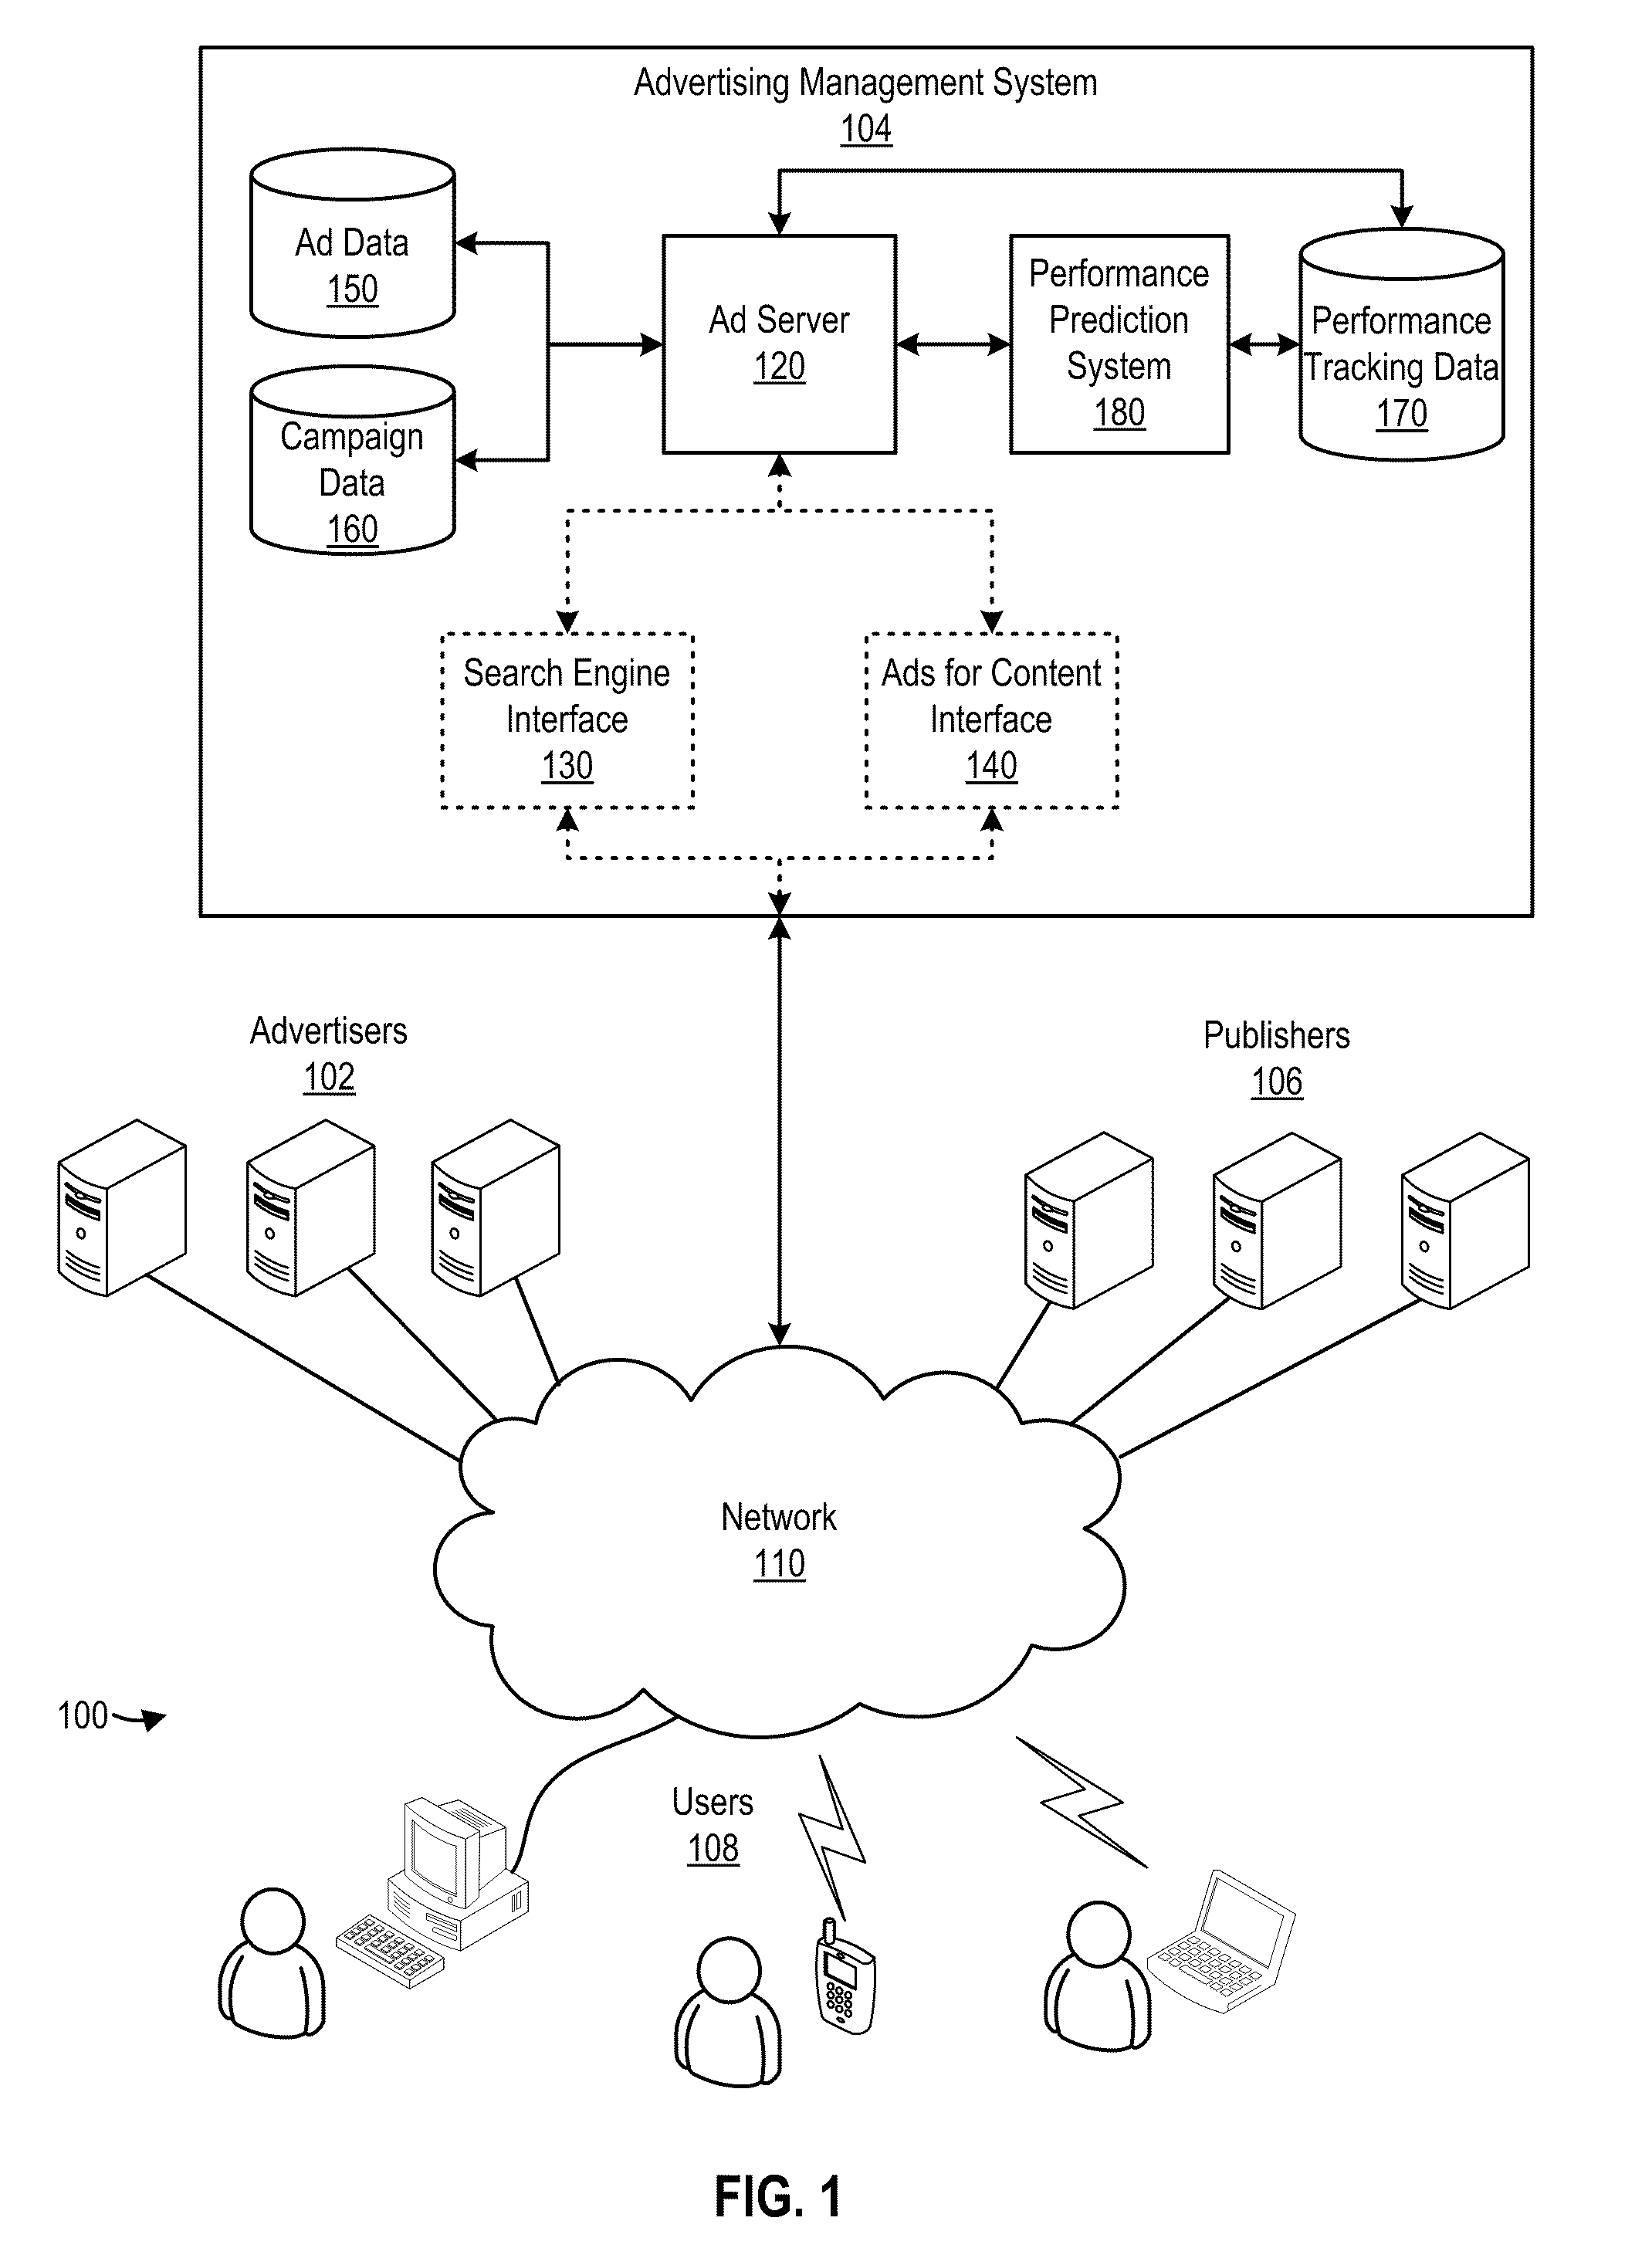 Advertising Management System
104
Ad Data
150
Campaign
Data
160
Ad Server
120
Performance
Prediction
System
180
Performance
Tracking Data
170
Search Engine
Interface
130
Ads for Content
Interface
140
Advertisers
102
Publishers
106
Network
110
100
Users
108
FIG. 1